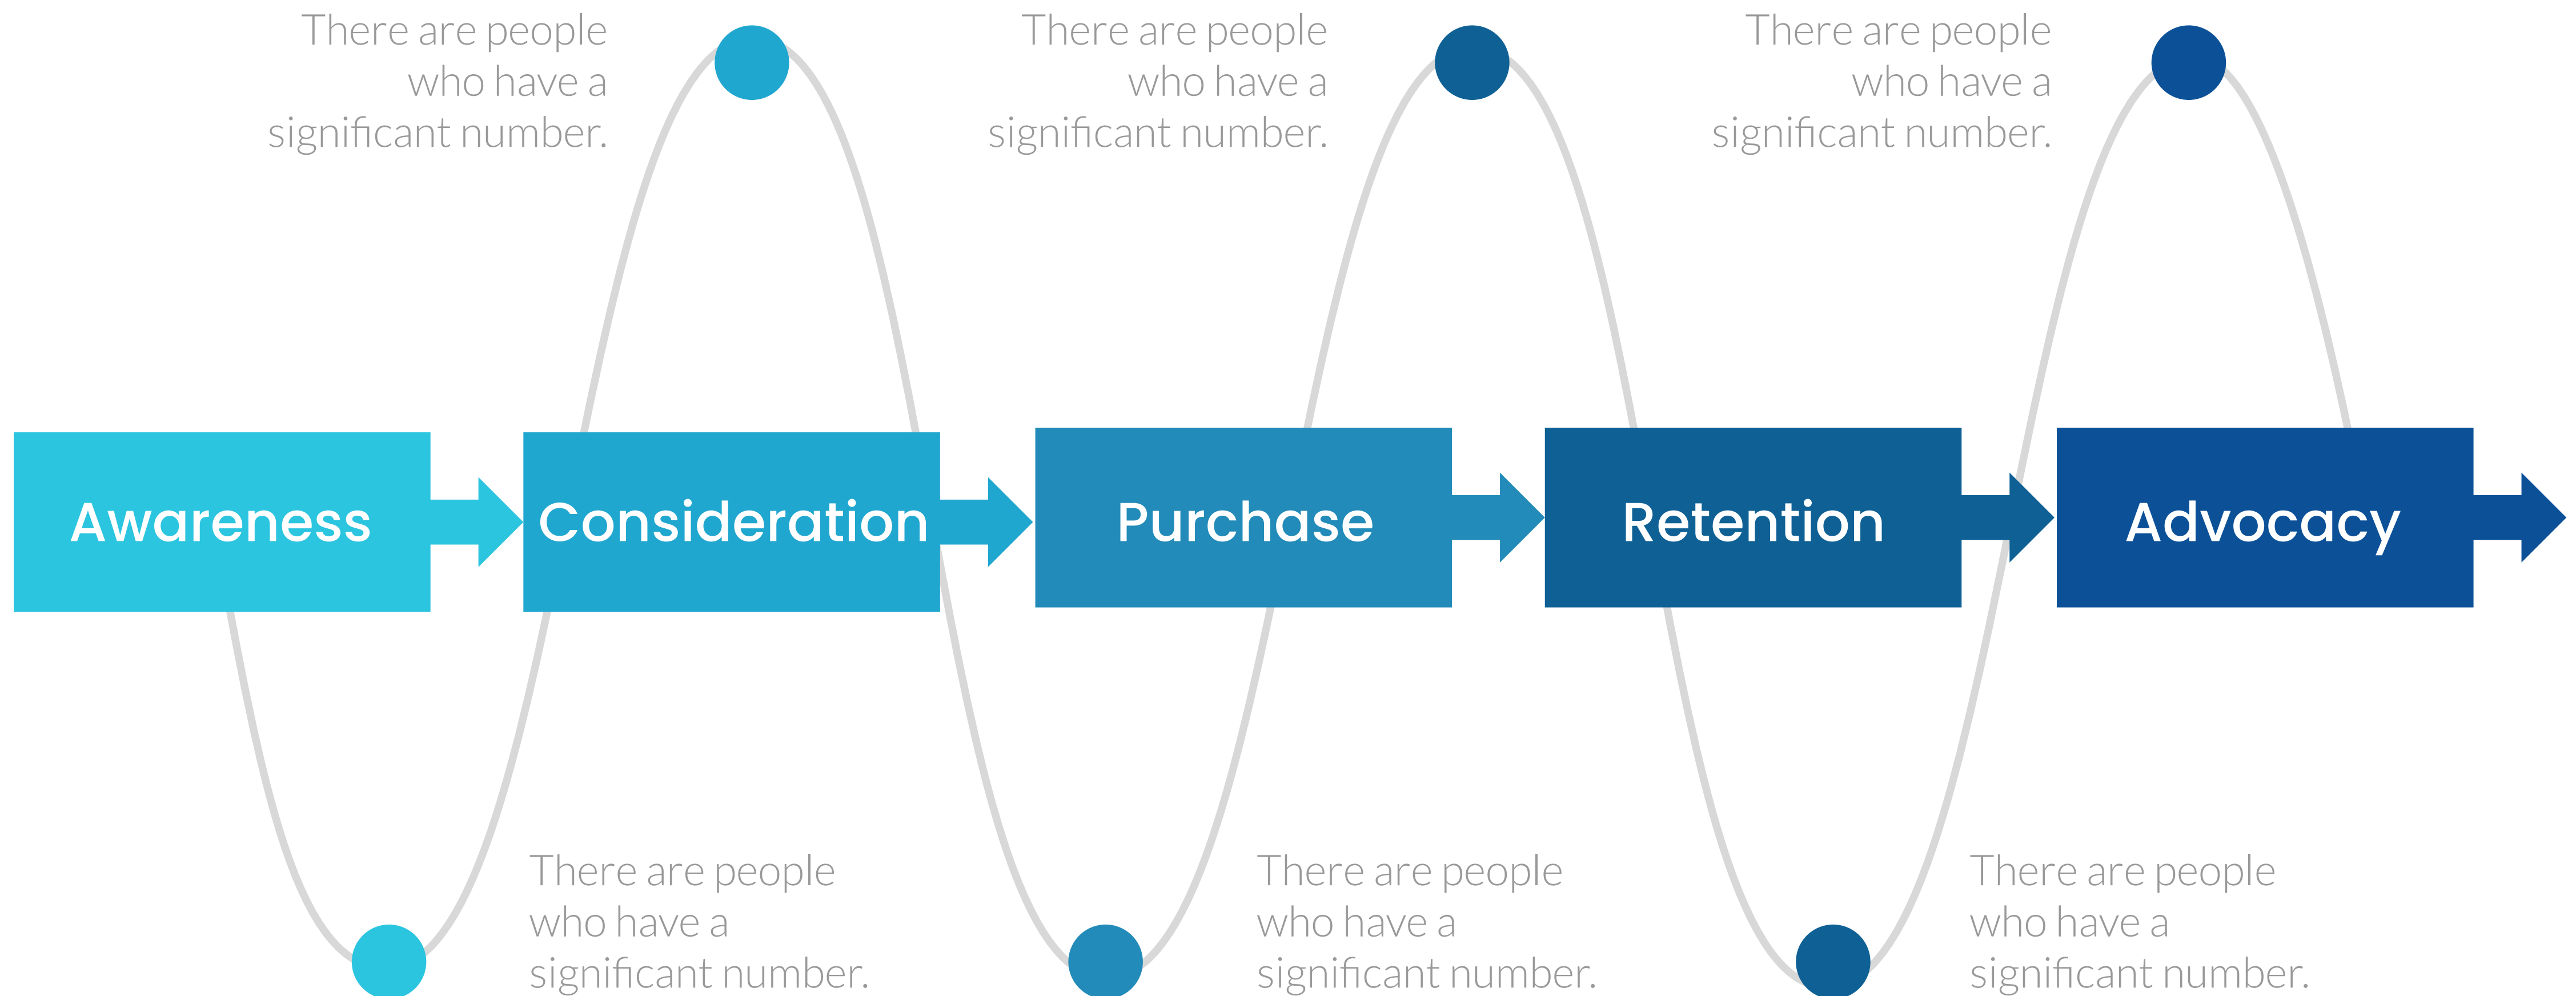 There are people
who have a
significant number.
There are people
who have a
significant number.
There are people
who have a
significant number.
Awareness
Consideration
Purchase
Retention
Advocacy
There are people
who have a
significant number.
There are people
who have a
significant number.
There are people
who have a
significant number.